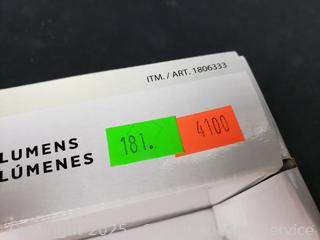 ITM. / ART. 1806333
LUMENS
LÚMENES
181.
4100